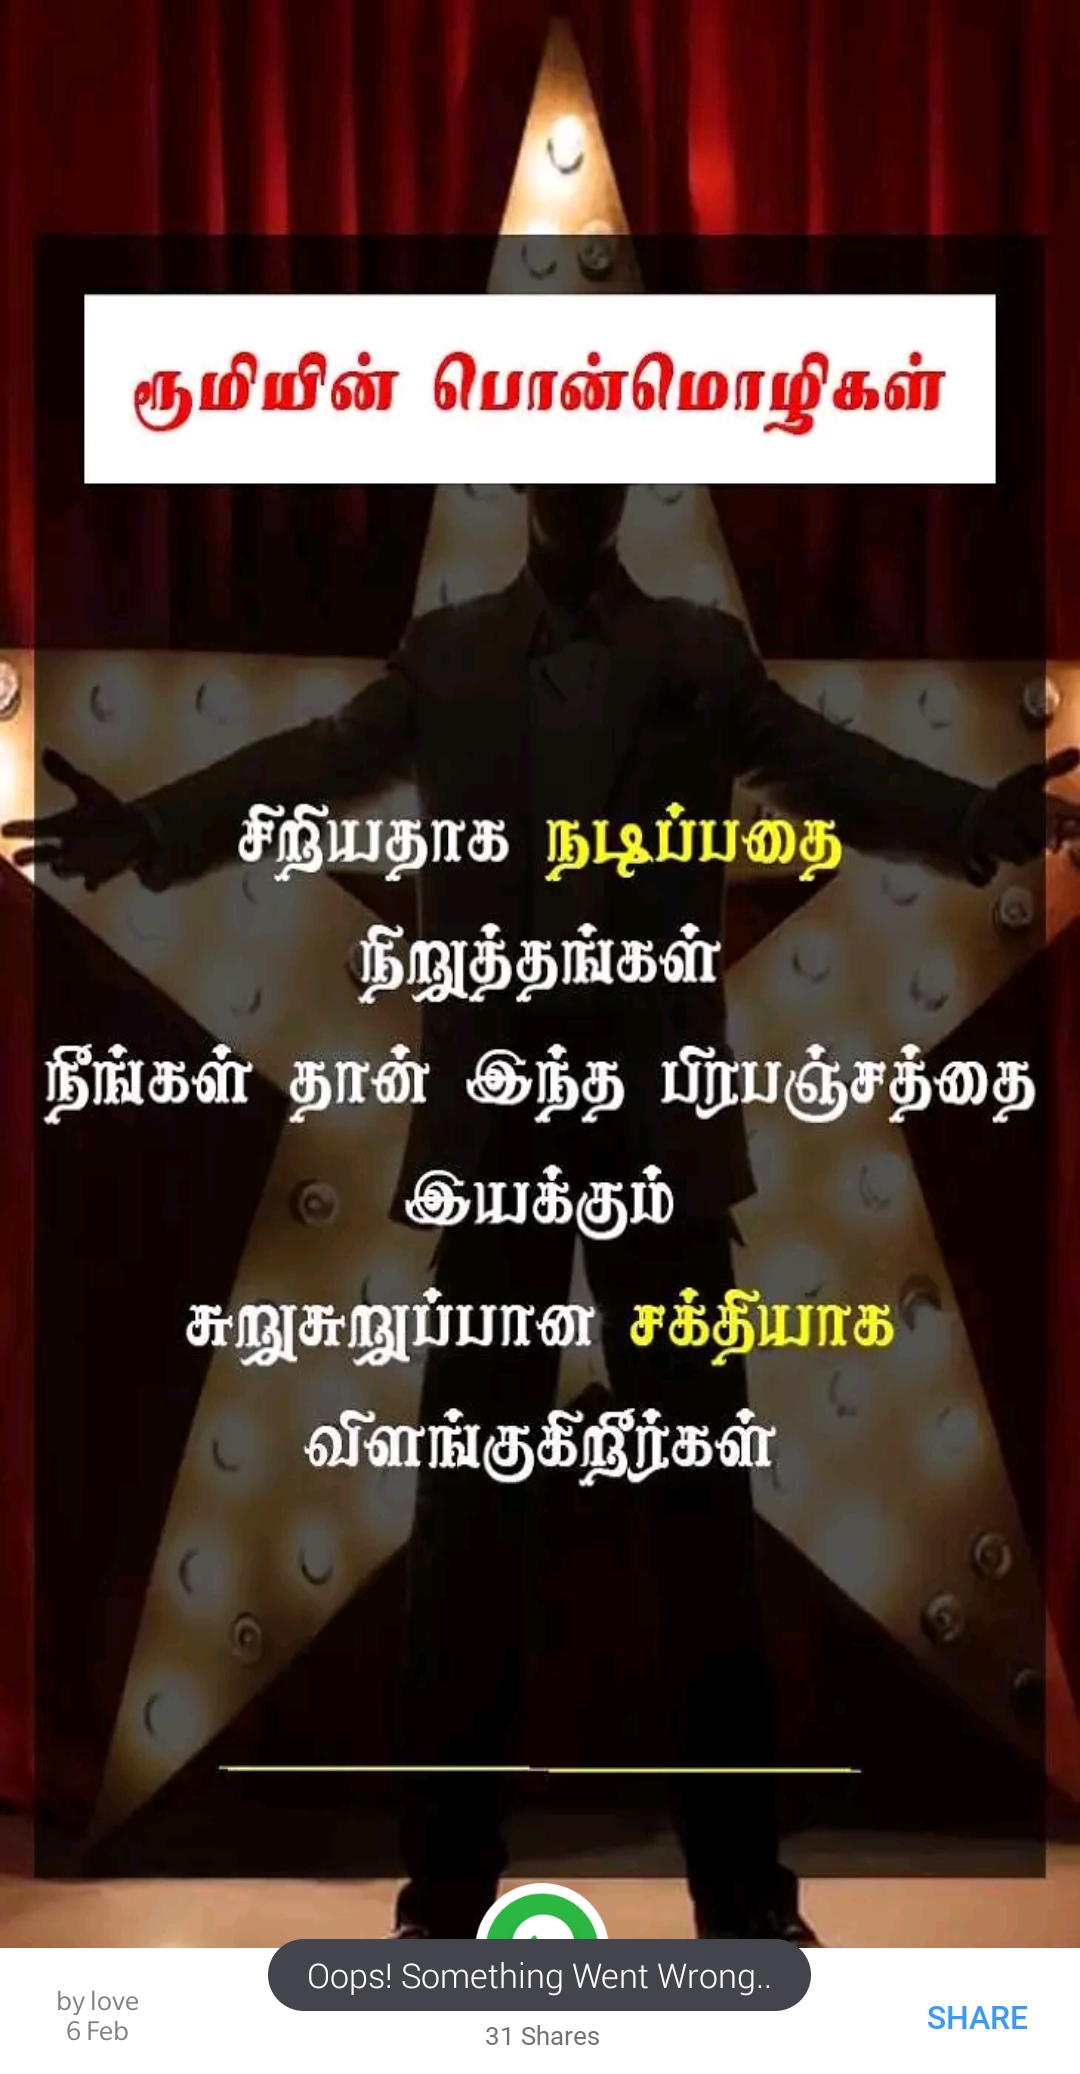 ரூமியின் பொன்மொழிகள்
சிறியதாக நடிப்பதை
நிறுத்தங்கள்
நீங்கள் தான் இந்த பிரபஞ்சத்தை
இயக்கும்
சுறுசுறுப்பான சக்தியாக
விளங்குகிறீர்கள்
Oops! Something Went Wrong..
by love
6 Feb
31 Shares
SHARE